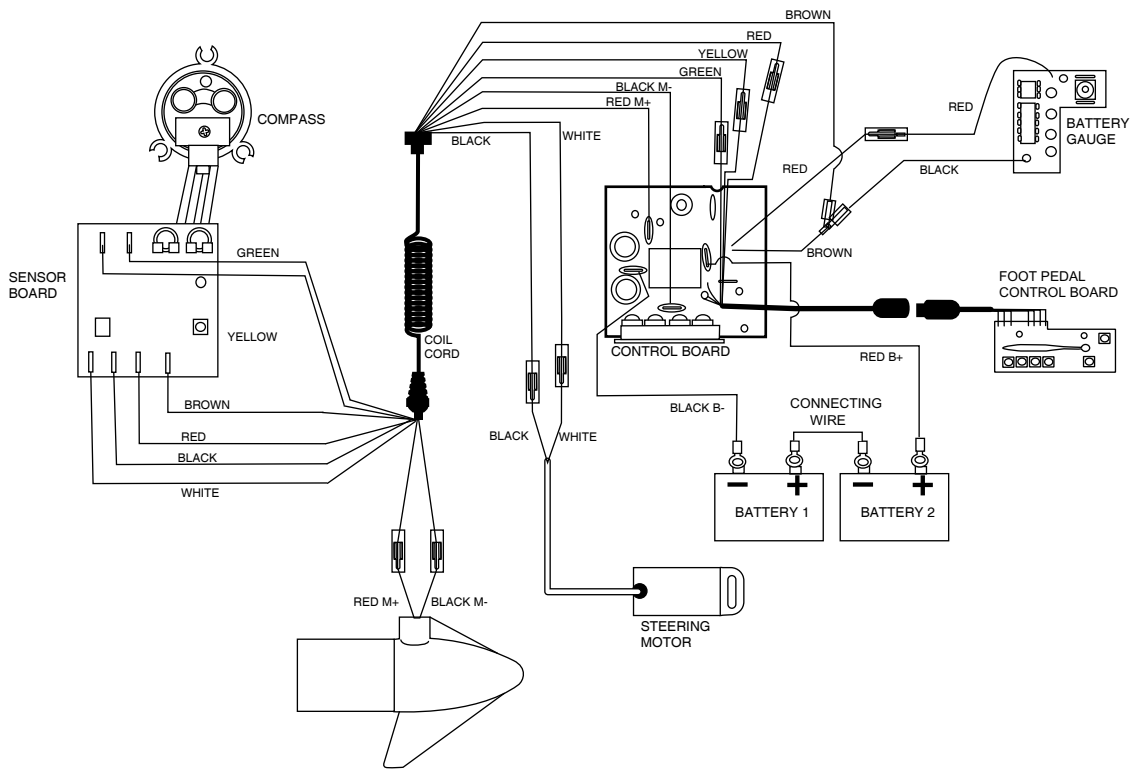 BROWN
RED
YELLOW
GREEN
BLACK M-
RED M+
BLACK
WHITE
COMPASS
RED
BATTERY
GAUGE
RED
BLACK
BROWN
GREEN
SENSOR
BOARD
YELLOW
COIL
CORD
CONTROL BOARD
FOOT PEDAL
CONTROL BOARD
RED B+
BROWN
RED
BLACK
WHITE
BLACK
WHITE
BLACK B-
CONNECTING
WIRE
BATTERY 1
BATTERY 2
RED M+
BLACK M-
STEERING
MOTOR